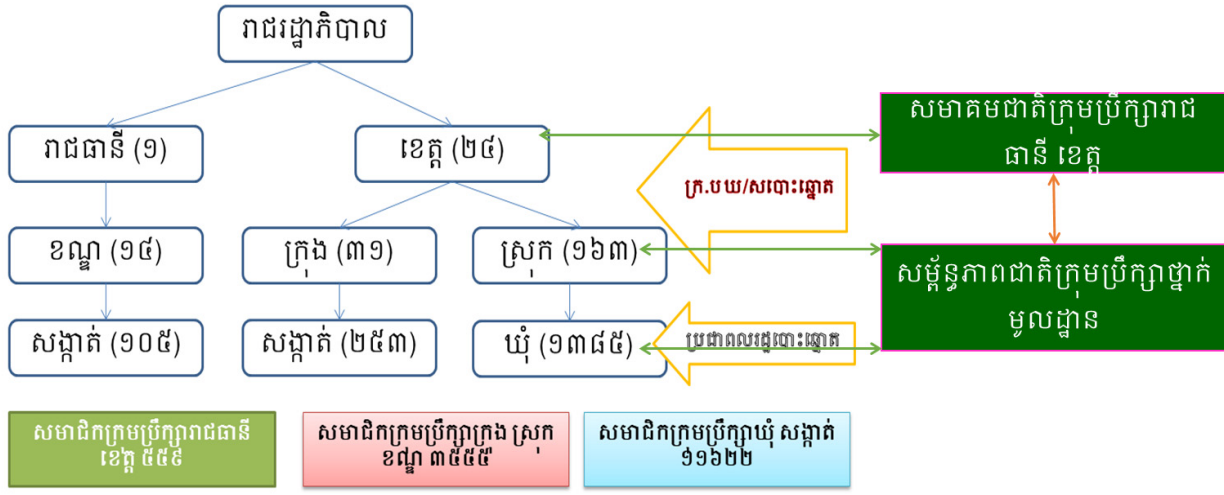 រាជរដ្ឋាភិបាល
រាជធានី (១)
ខេត្ត (២៤)
សមាគមជាតិក្រុមប្រឹក្សារាជ
ធានី ខេត្ត
ក្រ.បឃ/សបោះឆ្នោត
ខណ្ឌ (១៤)
ក្រុង (៣១)
ស្រុក (១៦៣)
សម្ព័ន្ធភាពជាតិក្រុមប្រឹក្សាថ្នាក់
មូលដ្ឋាន
សង្កាត់ (១០៥)
សង្កាត់ (២៥៣)
ឃុំ (១៣៨៥)
ប្រជាពលរដ្ឋបោះឆ្នោត
សមាជិកក្រុមប្រឹក្សារាជធានី
ខេត្ត ៥៥៩
សមាជិកក្រុមប្រឹក្សាក្រុង ស្រុក
ខណ្ឌ ៣៥៥៥
សមាជិកក្រុមប្រឹក្សាឃុំ សង្កាត់
១១៦២២